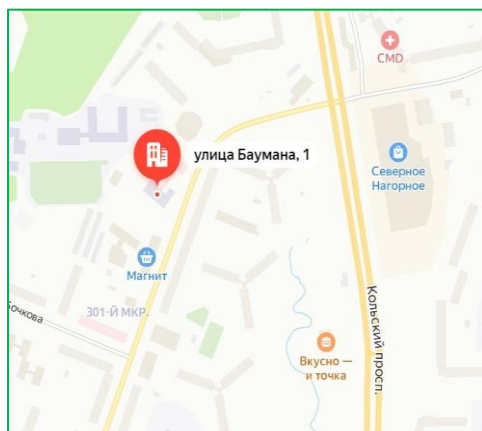 CMD
улица Баумана, 1
Северное
Нагорное
Магнит
301-Й МКР.
Бочкова
Кольский просп.
Вкусно —
и точка